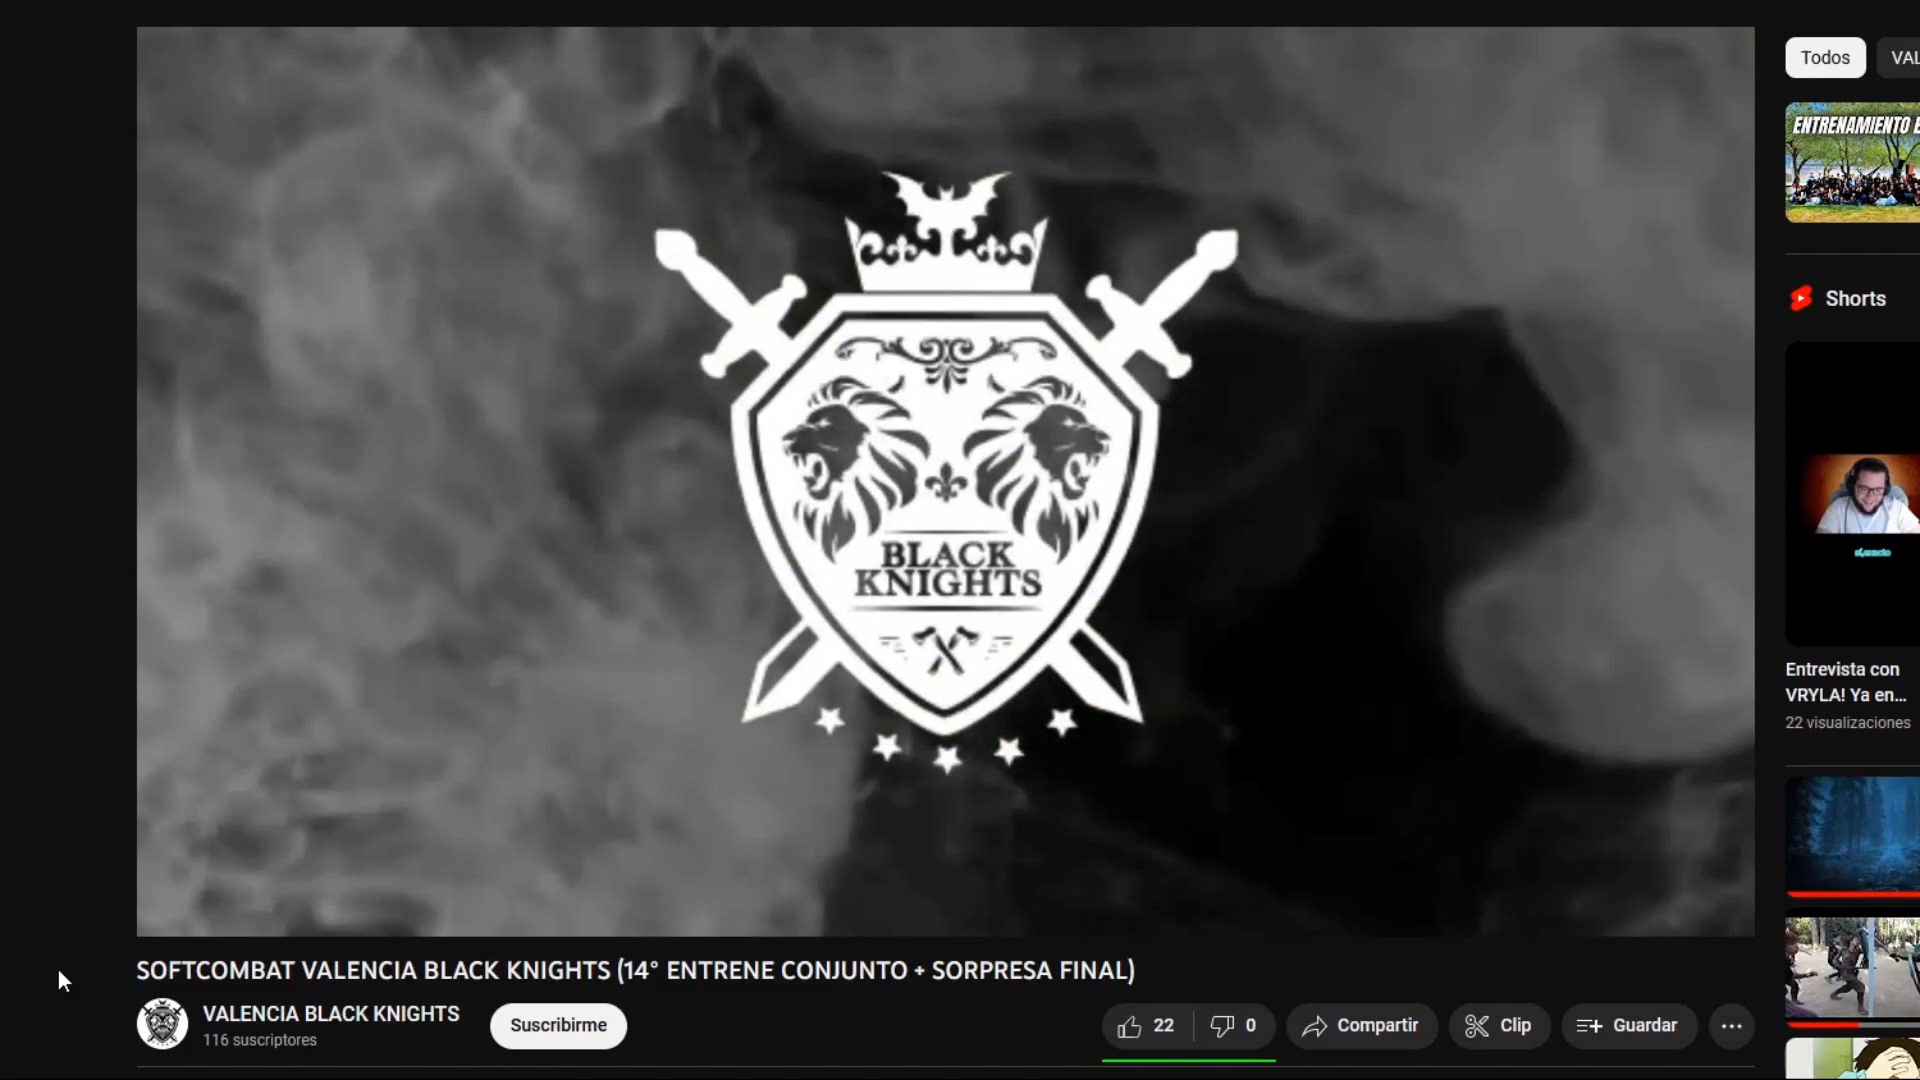 BLACK
KNIGHTS
SOFTCOMBAT VALENCIA BLACK KNIGHTS (14° ENTRENE CONJUNTO + SORPRESA FINAL)
VALENCIA BLACK KNIGHTS
116 suscriptores
Suscribirme
22
0
Compartir
Clip
Guardar
Todos
VAL
ENTRENAMIENTO E
Shorts
Entrevista con
VRYLA! Ya en...
22 visualizaciones